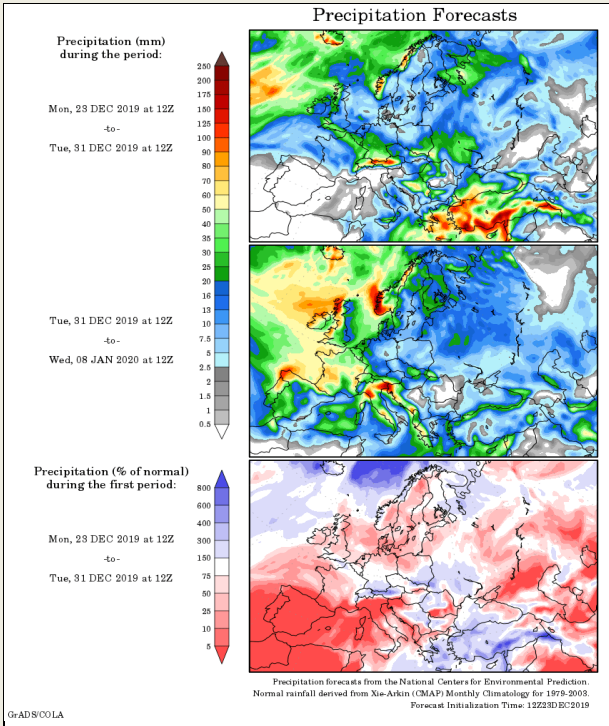 Precipitation Forecasts
Precipitation (mm)
during the period:
Mon, 23 DEC 2019 at 12Z
-to-
Tue, 31 DEC 2019 at 12Z
250
200
175
150
125
100
90
80
70
60
50
40
35
30
25
20
16
13
10
7.5
5
2.5
2
1.5
1
0.5
Tue, 31 DEC 2019 at 12Z
-to-
Wed, 08 JAN 2020 at 12Z
Precipitation (% of normal)
during the first period:
Mon, 23 DEC 2019 at 12Z
-to-
Tue, 31 DEC 2019 at 12Z
800
600
400
300
150
75
50
25
10
5
Precipitation forecasts from the National Centers for Environmental Prediction.
Normal rainfall derived from Xie-Arkin (CMAP) Monthly Climatology for 1979-2003.
Forecast Initialization Time: 12Z23DEC2019
GrADS/COLA